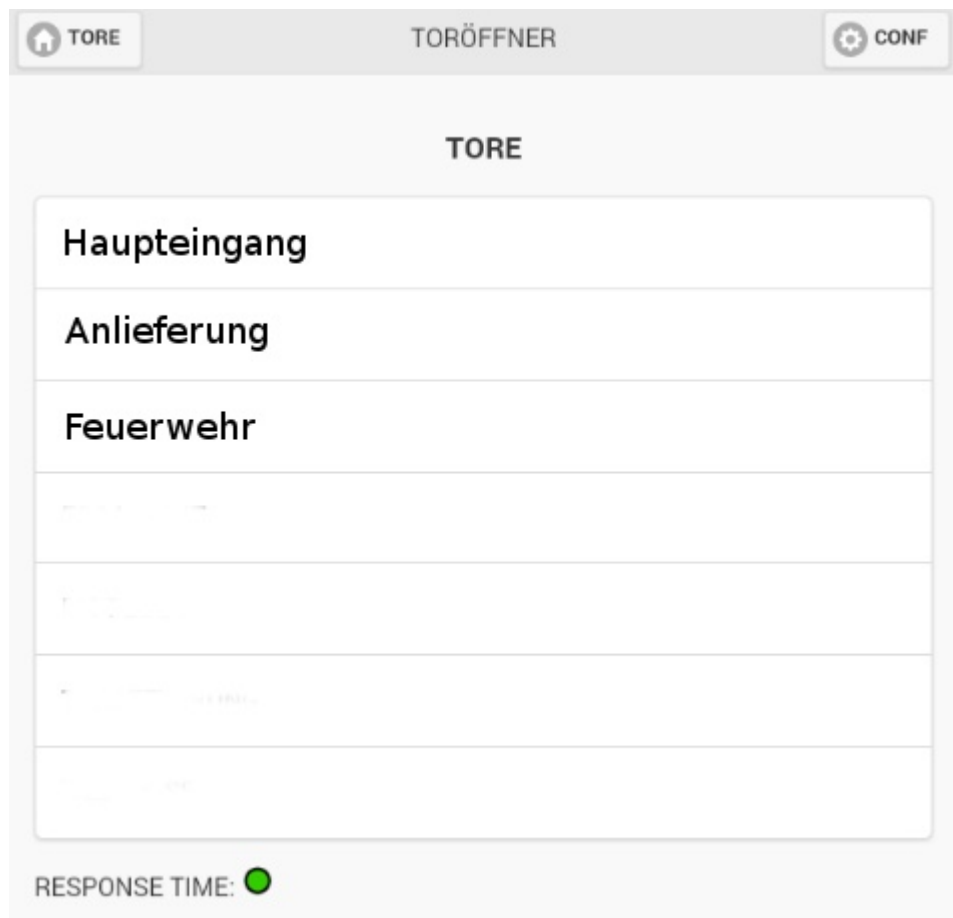 TORE TORÖFFNER CONF
TORE
Haupteingang
Anlieferung
Feuerwehr
RESPONSE TIME: